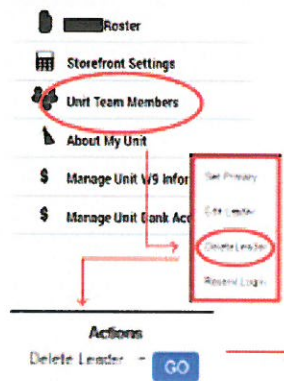 Roster
Storefront Settings
Unit Team Members
About My Unit
Manage Unit W9 Infor
Manage Unit Bank Acc
Set Primary
Edit Leader
Delete Leader
Resend Login
Actions
Delete Leader
GO